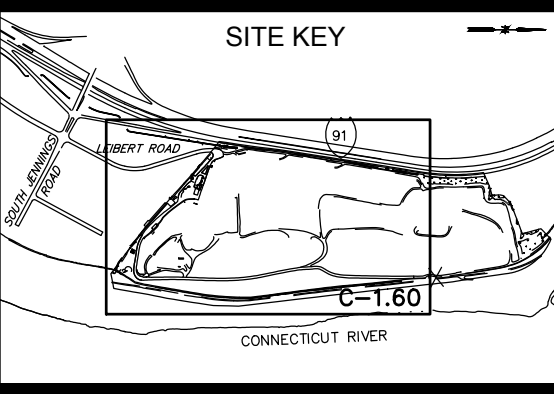 SITE KEY
91
LEIBERT ROAD
SOUTH JENNINGS
ROAD
C-1.60
CONNECTICUT RIVER